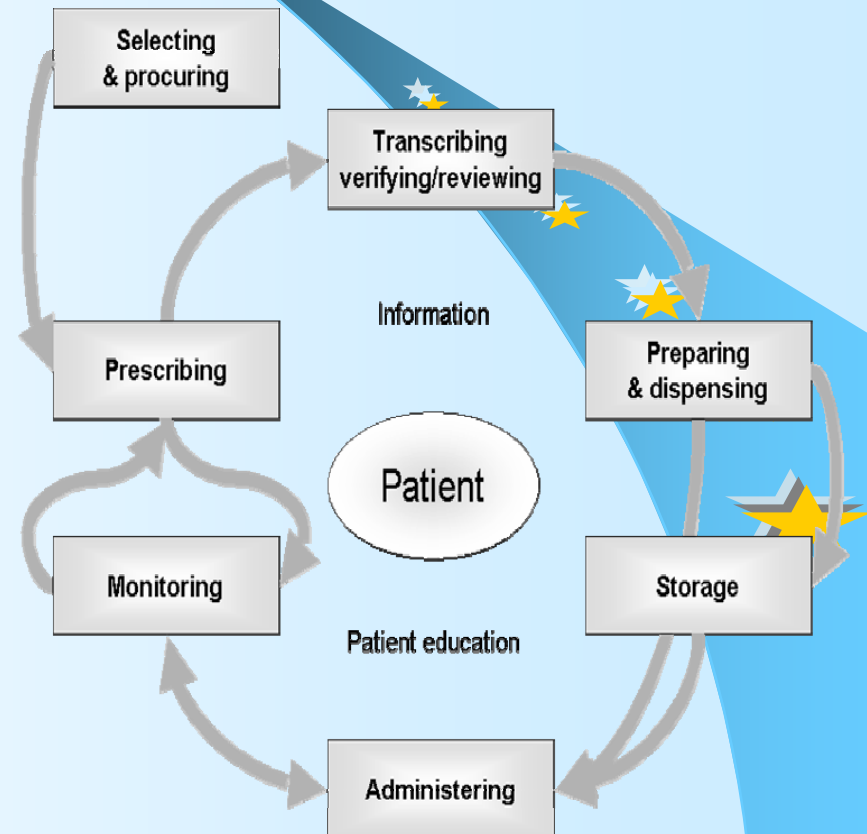 Selecting
& procuring
Transcribing
verifying/reviewing
Information
Prescribing
Preparing
& dispensing
Patient
Monitoring
Storage
Patient education
Administering